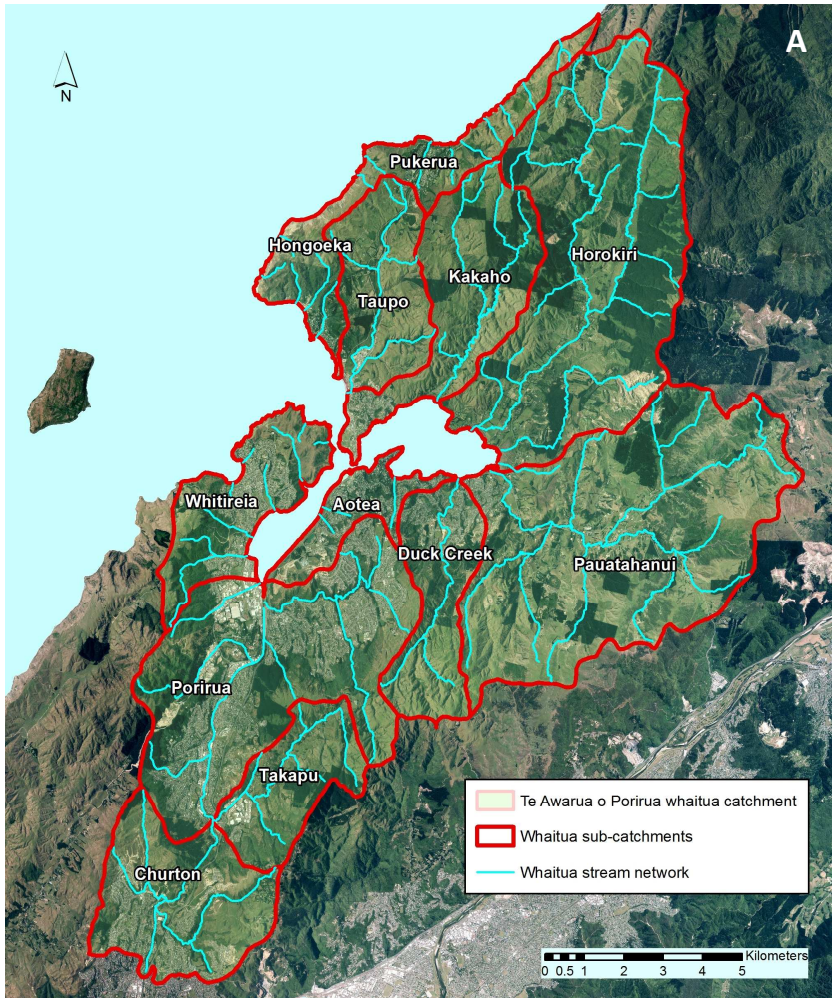 A
N
Pukerua
Hongoeka
Horokiri
Kakaho
Taupo
Whitireia
Aotea
Duck Creek
Pauatahanui
Porirua
Takapu
Churton
Te Awarua o Porirua whaitua catchment
Whaitua sub-catchments
Whaitua stream network
Kilometers
0 0.5 1 2 3 4 5